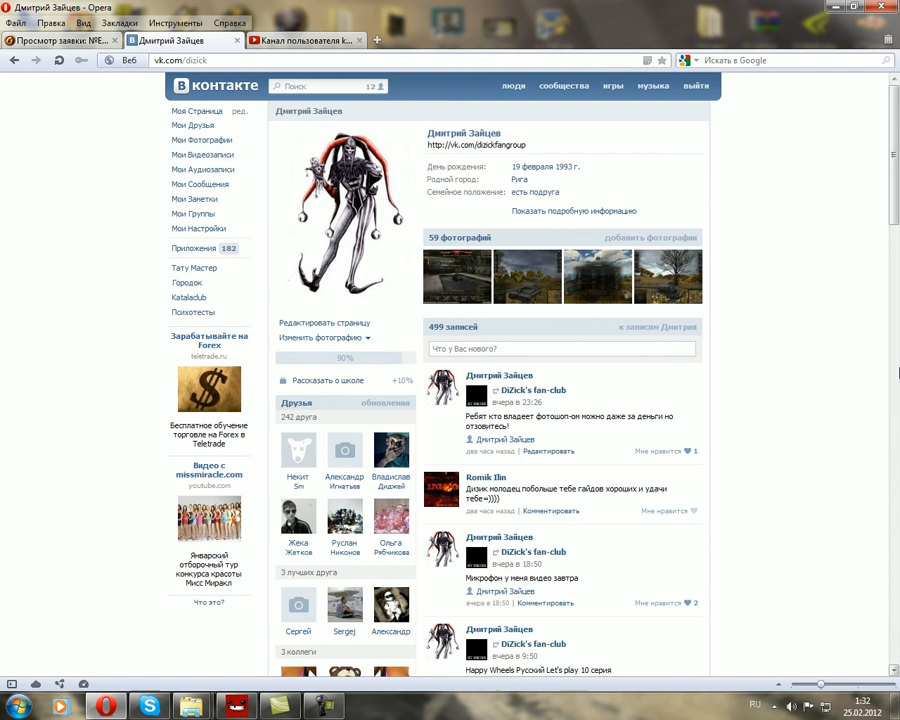 Дмитрий Зайцев - Opera
Файл Правка Вид Закладки Инструменты Справка
Просмотр заявки: №E...
Дмитрий Зайцев
Канал пользователя k...
Веб
vk.com/dizick
Искать в Google
В контакте
Поиск
12
люди сообщества игры музыка выйти
Моя Страница ред.
Мои Друзья
Мои Фотографии
Мои Видеозаписи
Мои Аудиозаписи
Мои Сообщения
Мои Заметки
Мои Группы
Мои Настройки
Приложения 182
Тату Мастер
Городок
Kataclub
Психотесты
Зарабатывайте на
Forex
teletrade.ru
Бесплатное обучение
торговле на Forex в
Teletrade
Видео с
missmiracle.com
youtube.com
Январский
отборочный тур
конкурса красоты
Мисс Миракл
Что это?
Дмитрий Зайцев
Редактировать страницу
Изменить фотографию
90%
Рассказать о школе +10%
Друзья обновления
242 друга
Некит
Sm
Александр
Игнатьев
Владислав
Диджей
Жека
Жетков
Руслан
Никонов
Ольга
Рябчикова
3 лучших друга
Сергей
Sergej
Александр
3 коллеги
Дмитрий Зайцев
http://vk.com/dizickfangroup
День рождения: 19 февраля 1993 г.
Родной город: Рига
Семейное положение: есть подруга
Показать подробную информацию
59 фотографий добавить фотографии
499 записей к записям Дмитрия
Что у Вас нового?
Дмитрий Зайцев
DiZick's fan-club
вчера в 23:26
Ребят кто владеет фотошоп-ом можно даже за деньги но
отзовитесь!
Дмитрий Зайцев
два часа назад | Редактировать Мне нравится 1
Romik Ilin
Дизик молодец побольше тебе гайдов хороших и удачи
тебе=))))
два часа назад | Комментировать Мне нравится
Дмитрий Зайцев
DiZick's fan-club
вчера в 18:50
Микрофон у меня видео завтра
Дмитрий Зайцев
вчера в 18:50 | Комментировать Мне нравится 2
Дмитрий Зайцев
DiZick's fan-club
вчера в 9:50
Happy Wheels Русский Let's play 10 серия
RU
1:32
25.02.2012